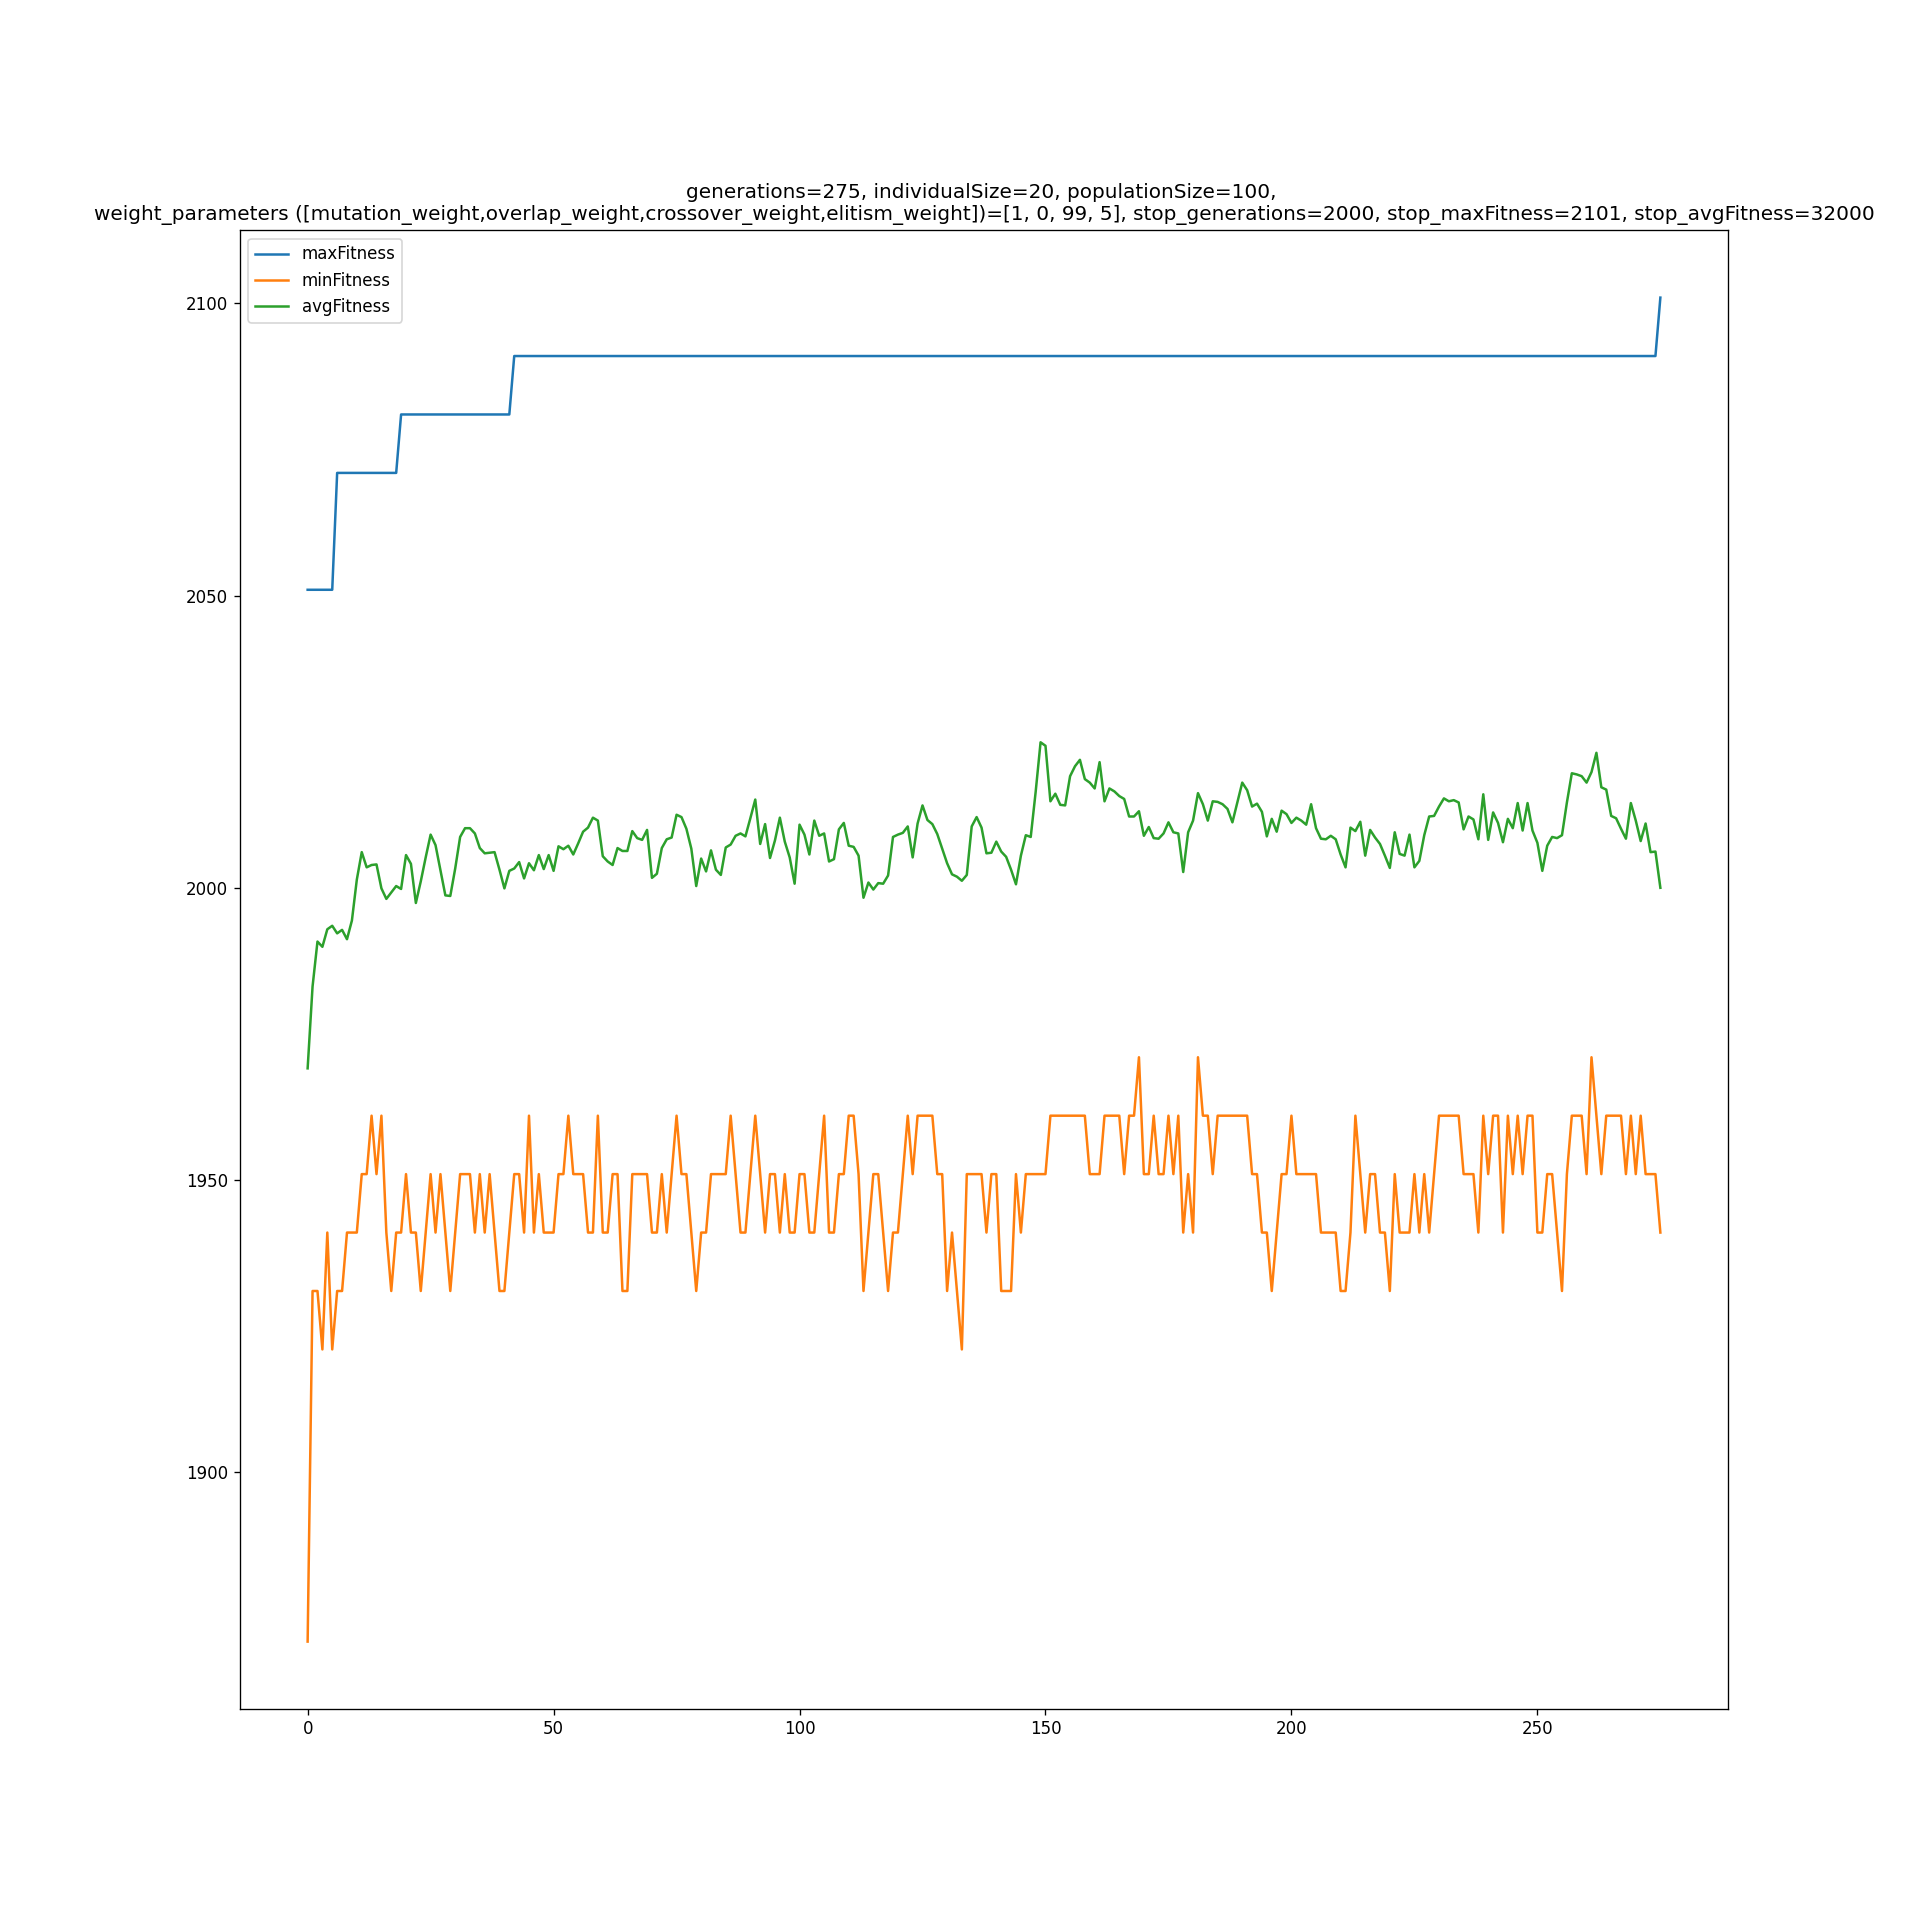 generations=275, individualSize=20, populationSize=100,
weight_parameters ([mutation_weight,overlap_weight,crossover_weight,elitism_weight])=[1, 0, 99, 5], stop_generations=2000, stop_maxFitness=2101, stop_avgFitness=32000
maxFitness
minFitness
avgFitness
2100
2050
2000
1950
1900
0 50 100 150 200 250